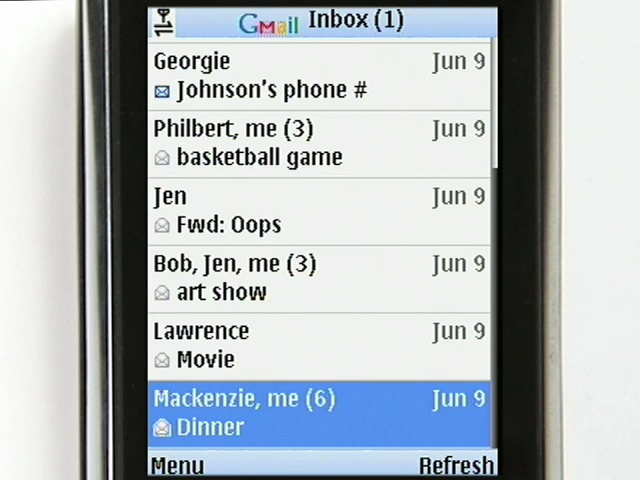 Gmail Inbox (1)
Georgie Jun 9
Johnson's phone #
Philbert, me (3) Jun 9
basketball game
Jen Jun 9
Fwd: Oops
Bob, Jen, me (3) Jun 9
art show
Lawrence Jun 9
Movie
Mackenzie, me (6) Jun 9
Dinner
Menu Refresh